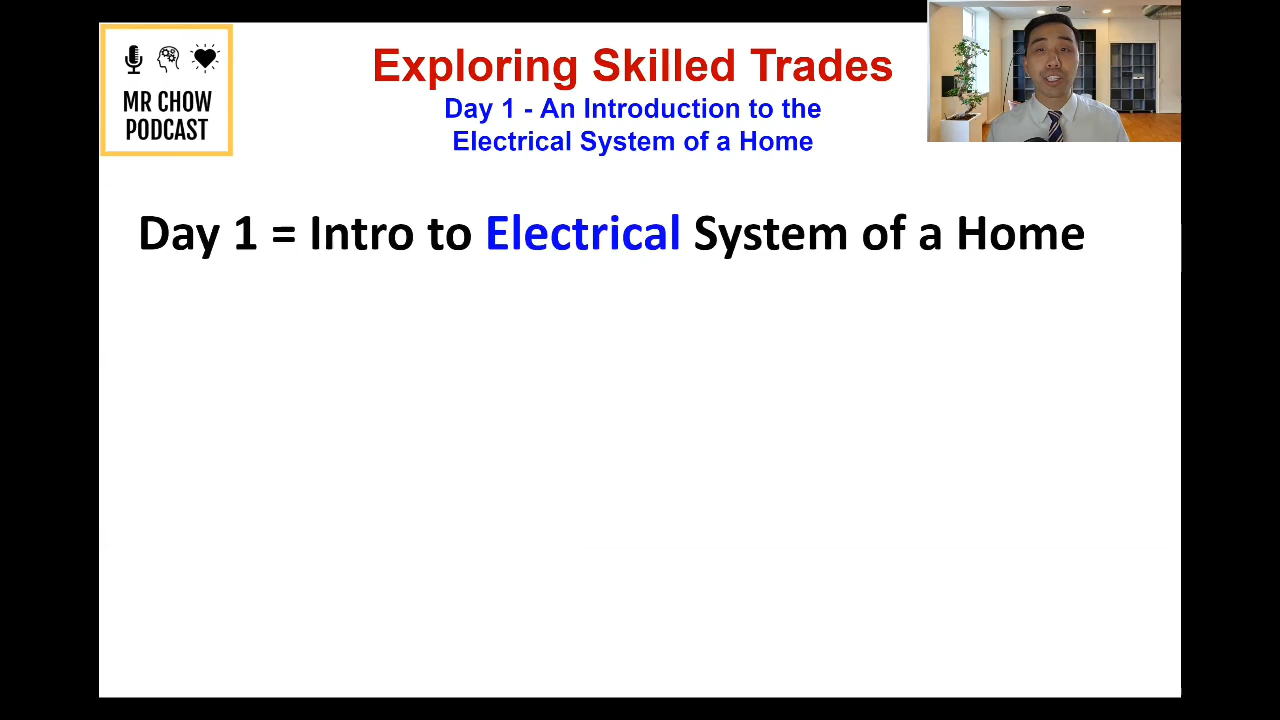 MR CHOW
PODCAST
Exploring Skilled Trades
Day 1 - An Introduction to the
Electrical System of a Home
Day 1 = Intro to Electrical System of a Home